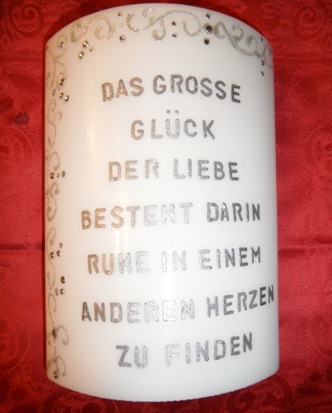 DAS GROSSE
GLÜCK
DER LIEBE
BESTEHT DARIN
RUHE IN EINEM
ANDEREN HERZEN
ZU FINDEN